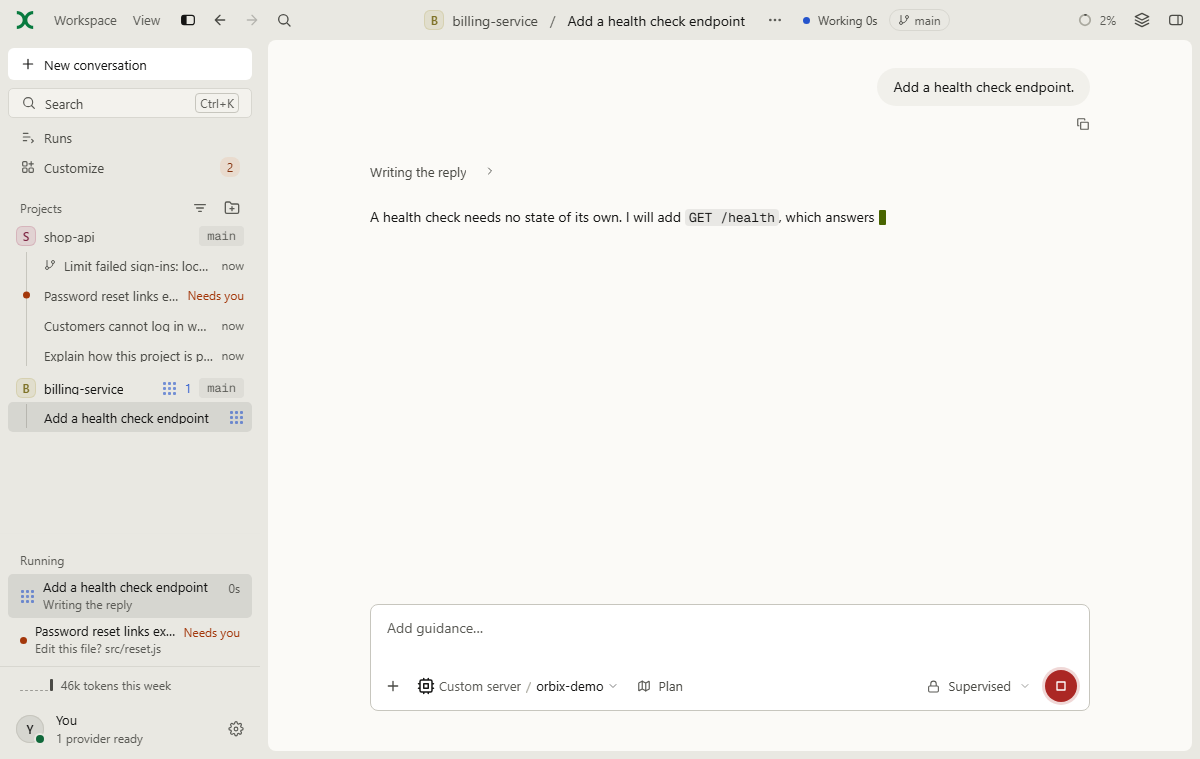 Workspace View
B billing-service / Add a health check endpoint ··· Working 0s main 2%
New conversation
Search Ctrl+K
Runs
Customize 2
Projects
S shop-api main
Limit failed sign-ins: loc... now
Password reset links e... Needs you
Customers cannot log in w... now
Explain how this project is p... now
B billing-service 1 main
Add a health check endpoint
Running
Add a health check endpoint 0s
Writing the reply
Password reset links ex... Needs you
Edit this file? src/reset.js
46k tokens this week
Y You
1 provider ready
Add a health check endpoint.
Writing the reply
A health check needs no state of its own. I will add GET /health, which answers
Add guidance...
Custom server / orbix-demo Plan Supervised